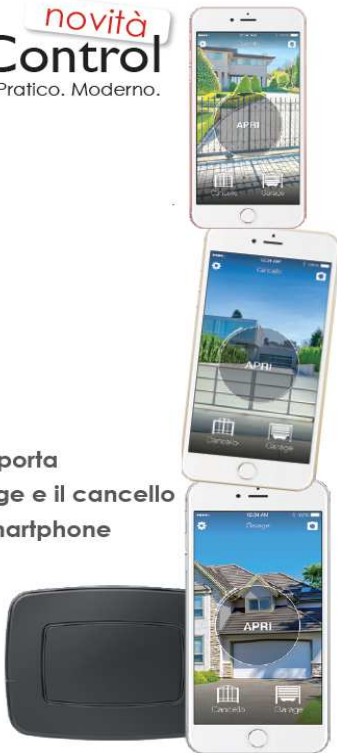 novità
Control
Pratico. Moderno.
APRI
Cancello
Garage
Cancello
APRI
Cancello
Garage
porta
ge e il cancello
martphone
Garage
APRI
Cancello
Garage